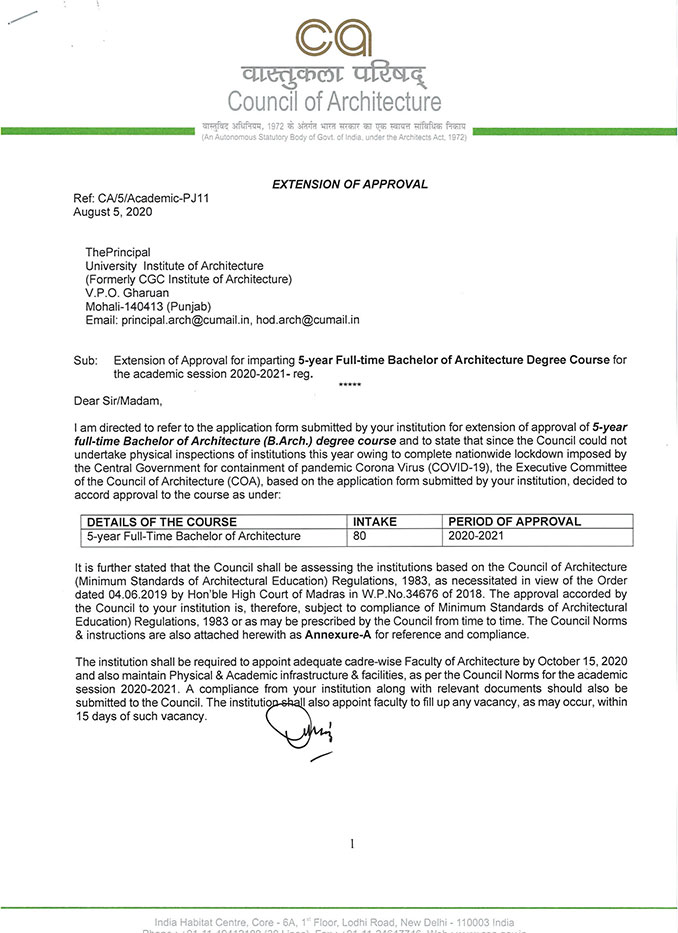 ca
वास्तुकला परिषद्
Council of Architecture
वास्तुविद अधिनियम, 1972 के अंतर्गत भारत सरकार का एक स्वायत्त सांविधिक निकाय
(An Autonomous Statutory Body of Govt. of India, under the Architects Act, 1972)
EXTENSION OF APPROVAL
Ref: CA/5/Academic-PJ11
August 5, 2020
ThePrincipal
University Institute of Architecture
(Formerly CGC Institute of Architecture)
V.P.O. Gharuan
Mohali-140413 (Punjab)
Email: principal.arch@cumail.in, hod.arch@cumail.in
Sub: Extension of Approval for imparting 5-year Full-time Bachelor of Architecture Degree Course for
the academic session 2020-2021- reg.
*****
Dear Sir/Madam,
I am directed to refer to the application form submitted by your institution for extension of approval of 5-year
full-time Bachelor of Architecture (B.Arch.) degree course and to state that since the Council could not
undertake physical inspections of institutions this year owing to complete nationwide lockdown imposed by
the Central Government for containment of pandemic Corona Virus (COVID-19), the Executive Committee
of the Council of Architecture (COA), based on the application form submitted by your institution, decided to
accord approval to the course as under:
DETAILS OF THE COURSE INTAKE PERIOD OF APPROVAL
5-year Full-Time Bachelor of Architecture 80 2020-2021
It is further stated that the Council shall be assessing the institutions based on the Council of Architecture
(Minimum Standards of Architectural Education) Regulations, 1983, as necessitated in view of the Order
dated 04.06.2019 by Hon'ble High Court of Madras in W.P.No.34676 of 2018. The approval accorded by
the Council to your institution is, therefore, subject to compliance of Minimum Standards of Architectural
Education) Regulations, 1983 or as may be prescribed by the Council from time to time. The Council Norms
& instructions are also attached herewith as Annexure-A for reference and compliance.
The institution shall be required to appoint adequate cadre-wise Faculty of Architecture by October 15, 2020
and also maintain Physical & Academic infrastructure & facilities, as per the Council Norms for the academic
session 2020-2021. A compliance from your institution along with relevant documents should also be
submitted to the Council. The institution shall also appoint faculty to fill up any vacancy, as may occur, within
15 days of such vacancy.
1
India Habitat Centre, Core - 6A, 1st Floor, Lodhi Road, New Delhi - 110003 India